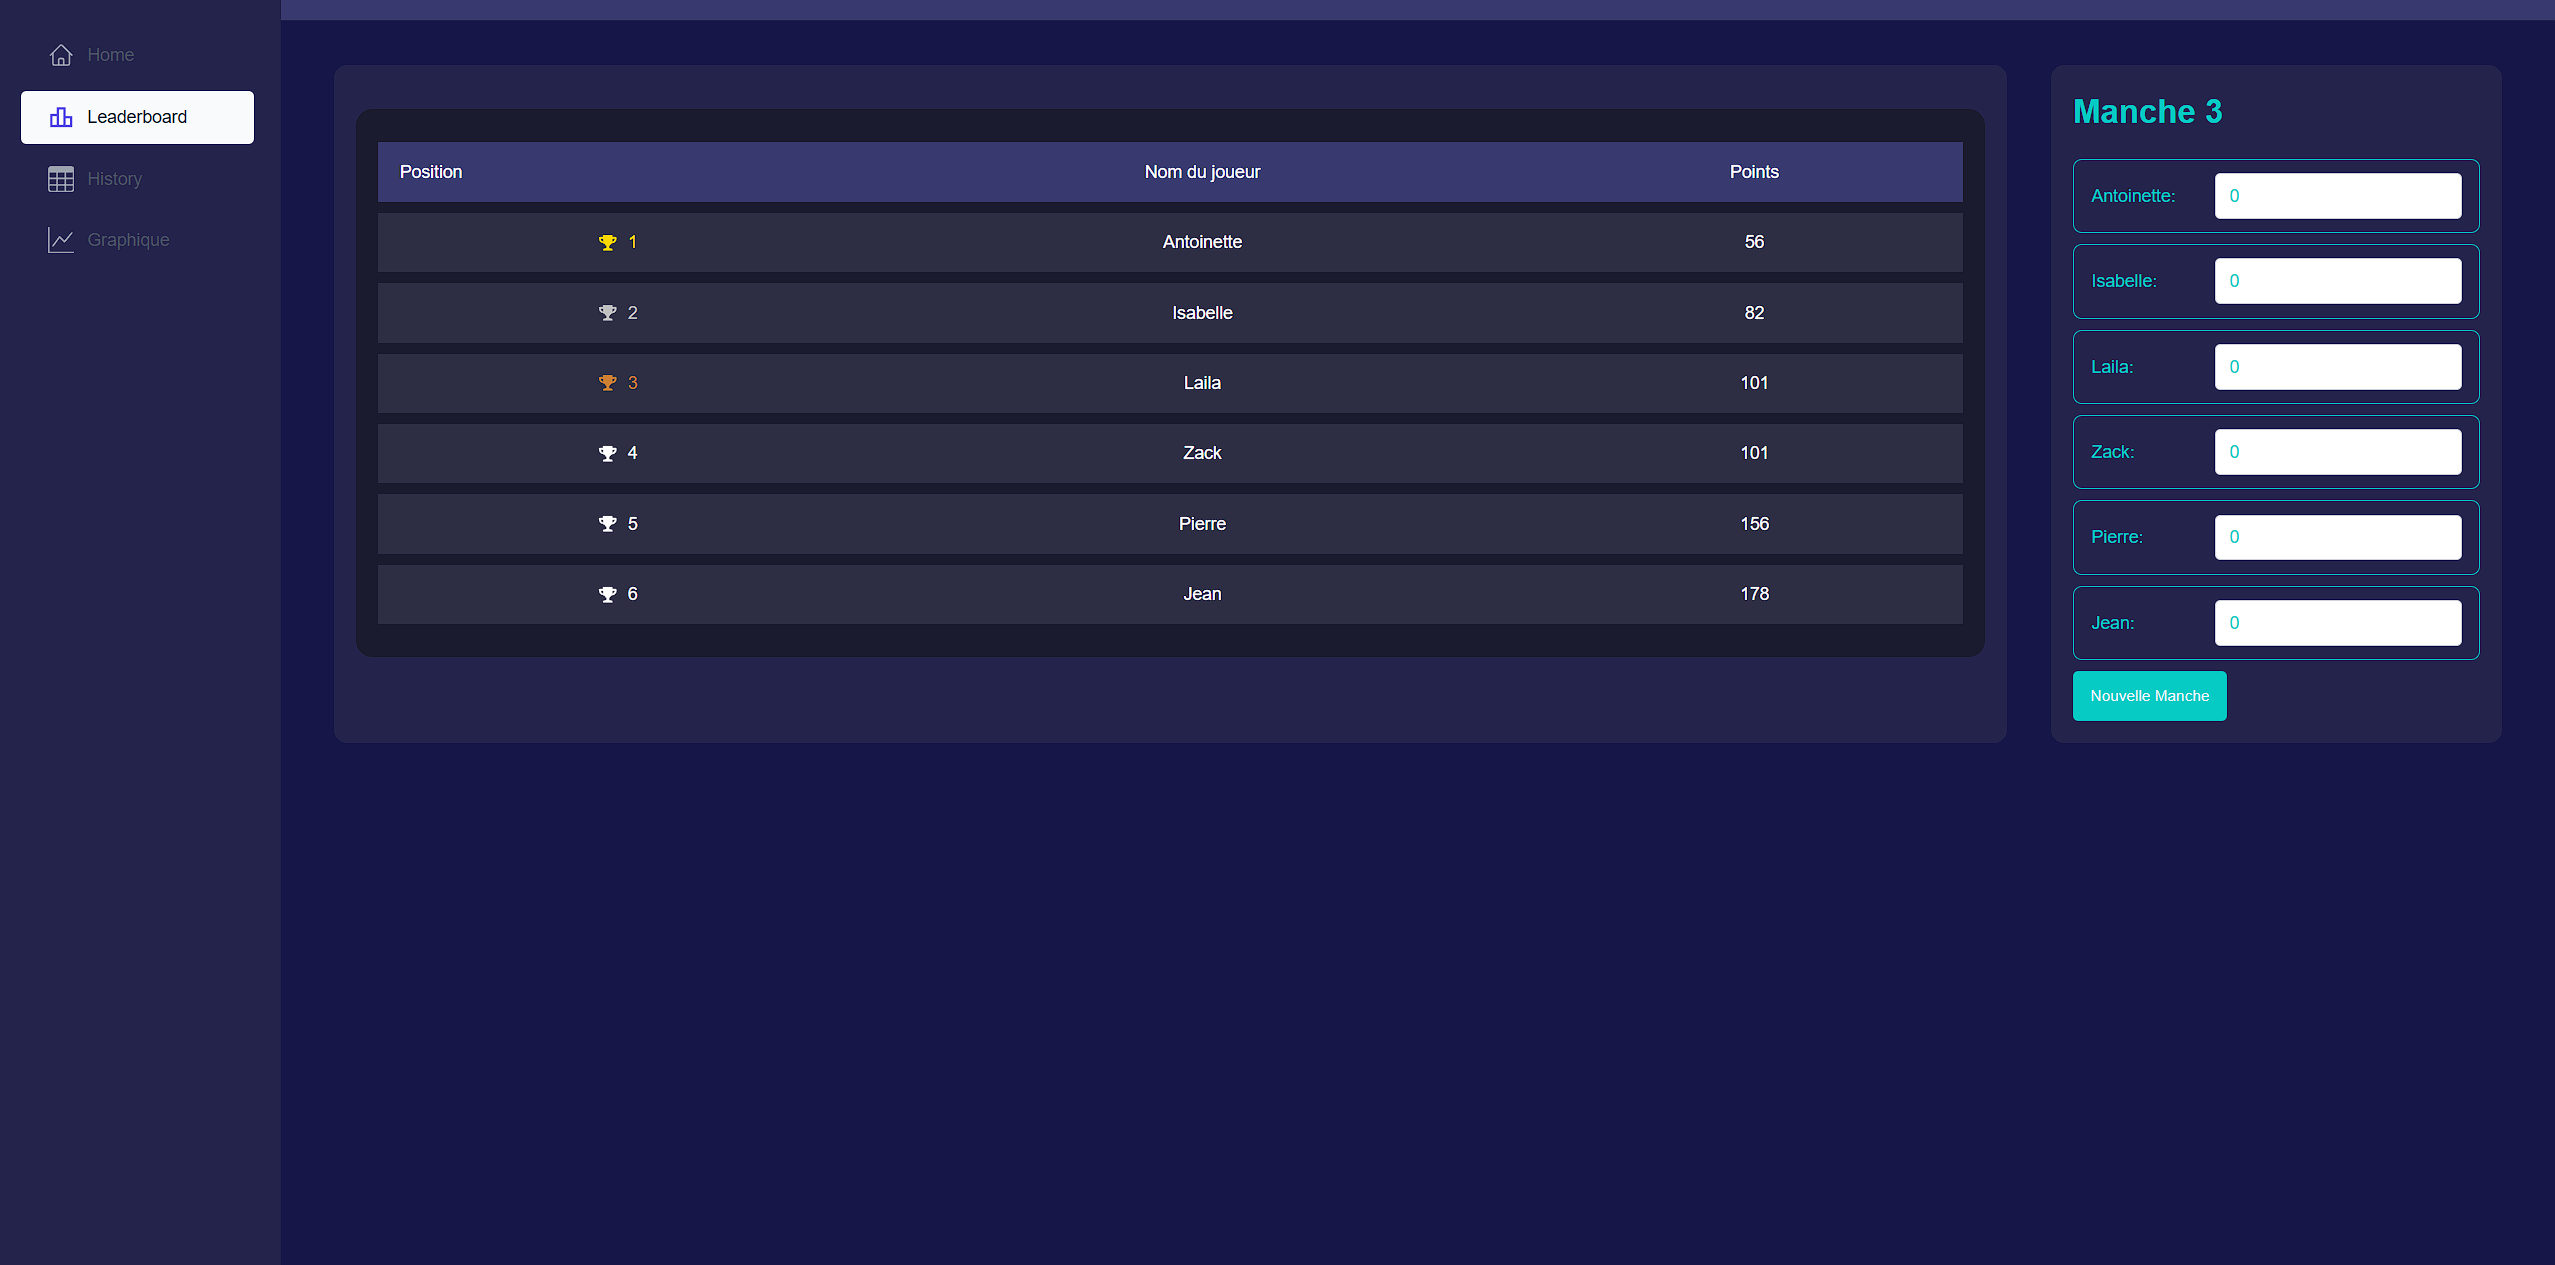 Home
Leaderboard
History
Graphique
Position Nom du joueur Points
1 Antoinette 56
2 Isabelle 82
3 Laila 101
4 Zack 101
5 Pierre 156
6 Jean 178
Manche 3
Antoinette: 0
Isabelle: 0
Laila: 0
Zack: 0
Pierre: 0
Jean: 0
Nouvelle Manche